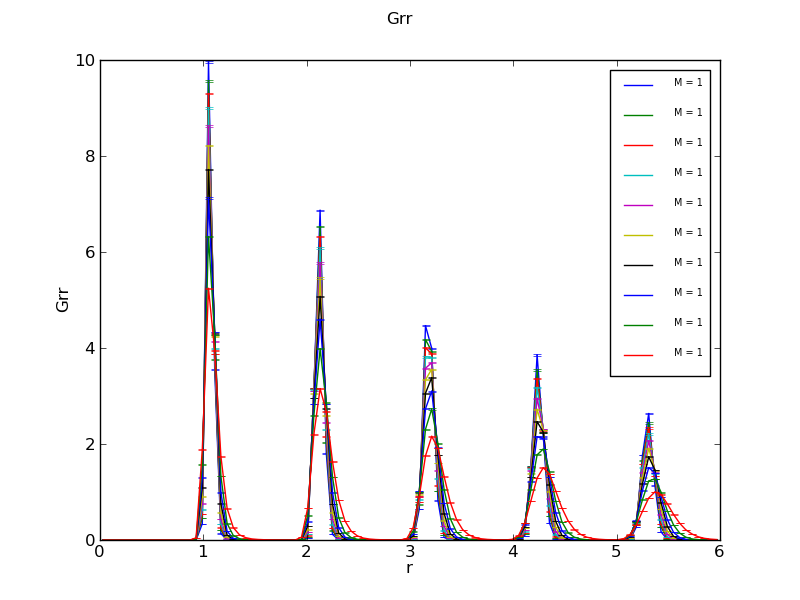 Grr
10
8
6
4
2
0
Grr
0 1 2 3 4 5 6
r
M = 1
M = 1
M = 1
M = 1
M = 1
M = 1
M = 1
M = 1
M = 1
M = 1